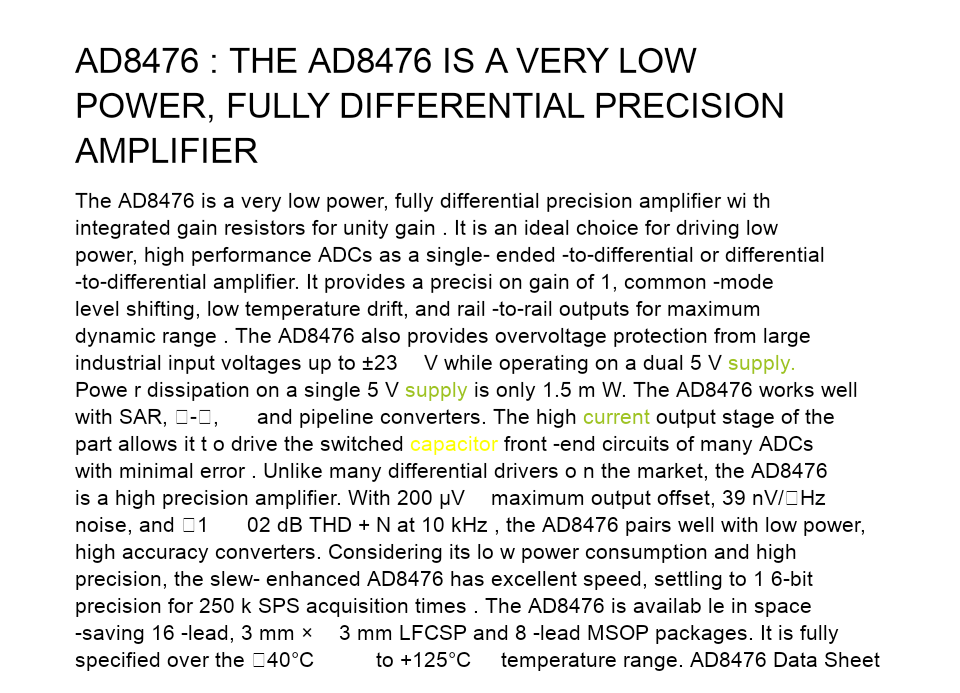 AD8476 : THE AD8476 IS A VERY LOW
POWER, FULLY DIFFERENTIAL PRECISION
AMPLIFIER
The AD8476 is a very low power, fully differential precision amplifier wi th
integrated gain resistors for unity gain . It is an ideal choice for driving low
power, high performance ADCs as a single- ended -to-differential or differential
-to-differential amplifier. It provides a precisi on gain of 1, common -mode
level shifting, low temperature drift, and rail -to-rail outputs for maximum
dynamic range . The AD8476 also provides overvoltage protection from large
industrial input voltages up to ±23 V while operating on a dual 5 V supply.
Powe r dissipation on a single 5 V supply is only 1.5 m W. The AD8476 works well
with SAR, □-□, and pipeline converters. The high current output stage of the
part allows it t o drive the switched capacitor front -end circuits of many ADCs
with minimal error . Unlike many differential drivers o n the market, the AD8476
is a high precision amplifier. With 200 μV maximum output offset, 39 nV/□Hz
noise, and □1 02 dB THD + N at 10 kHz , the AD8476 pairs well with low power,
high accuracy converters. Considering its lo w power consumption and high
precision, the slew- enhanced AD8476 has excellent speed, settling to 1 6-bit
precision for 250 k SPS acquisition times . The AD8476 is availab le in space
-saving 16 -lead, 3 mm × 3 mm LFCSP and 8 -lead MSOP packages. It is fully
specified over the □40°C to +125°C temperature range. AD8476 Data Sheet